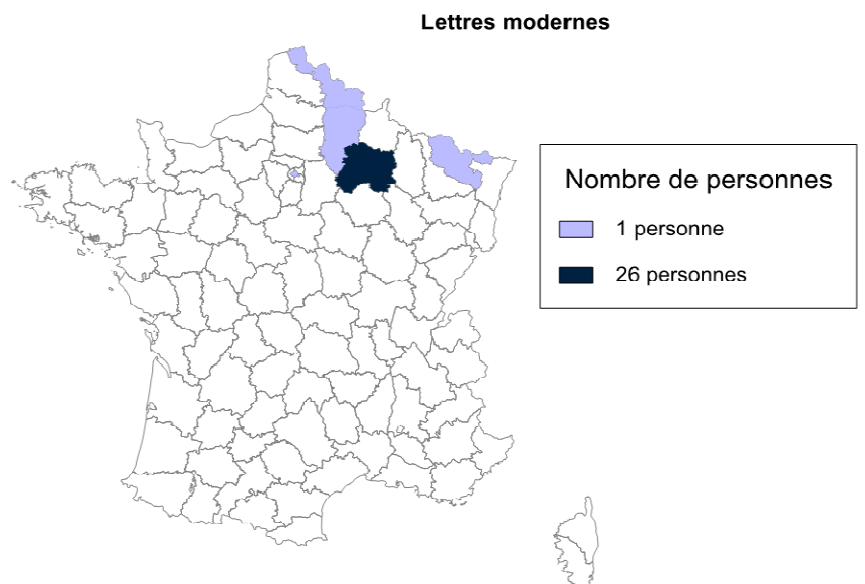 Lettres modernes
Nombre de personnes
1 personne
26 personnes